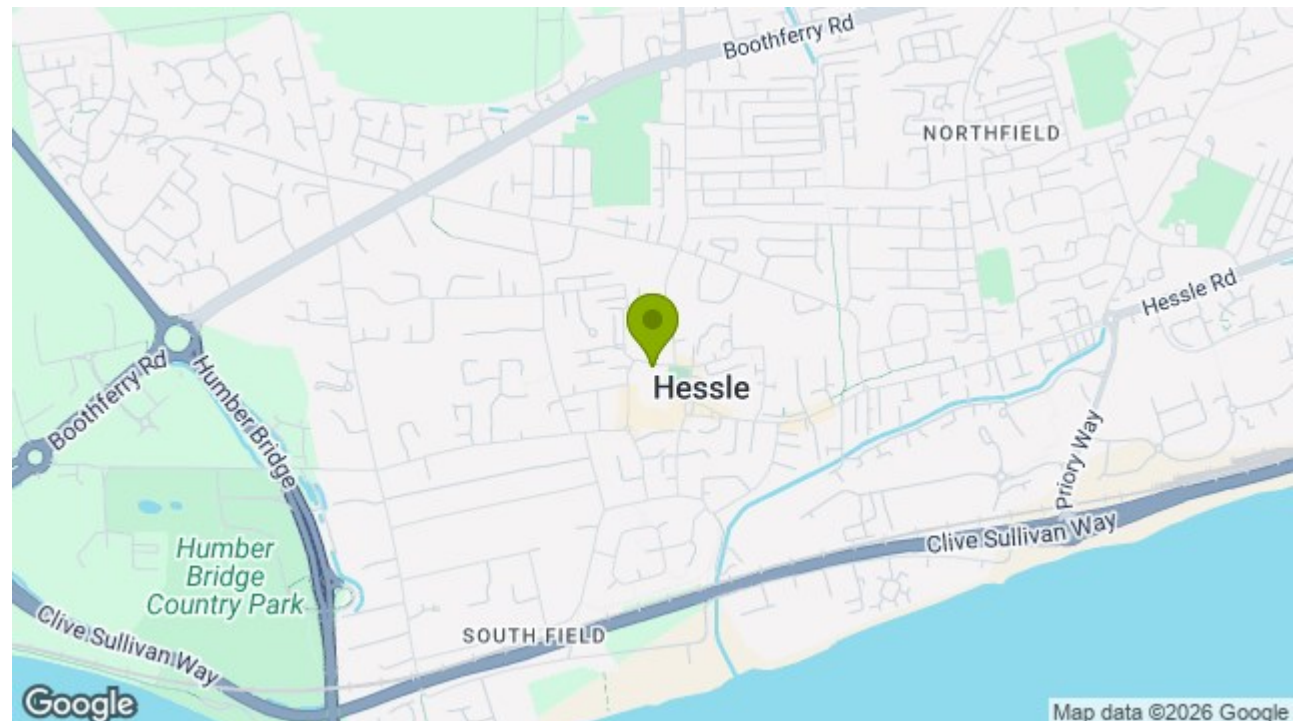 Boothferry Rd
NORTHFIELD
Hessle Rd
Boothferry Rd
Humber Bridge
Hessle
Priory Way
Clive Sullivan Way
Humber
Bridge
Country Park
Clive Sullivan Way
SOUTH FIELD
Google
Map data ©2026 Google